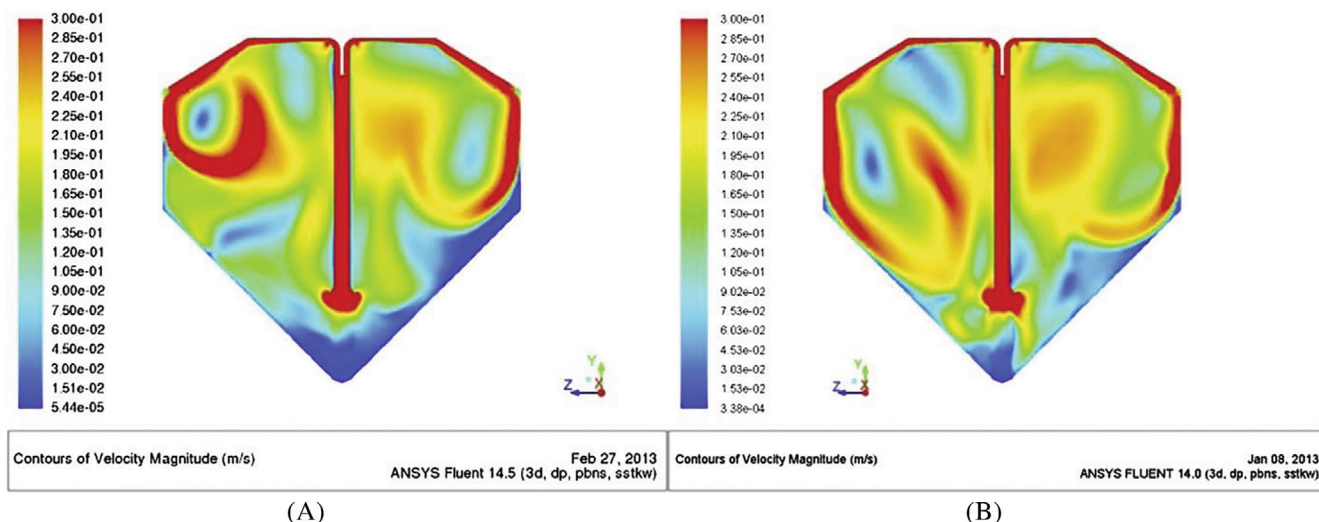 3.00e-01
2.85e-01
2.70e-01
2.55e-01
2.40e-01
2.25e-01
2.10e-01
1.95e-01
1.80e-01
1.65e-01
1.50e-01
1.35e-01
1.20e-01
1.05e-01
9.00e-02
7.50e-02
6.00e-02
4.50e-02
3.00e-02
1.51e-02
5.44e-05
Y
Z
X
Contours of Velocity Magnitude (m/s)
Feb 27, 2013
ANSYS Fluent 14.5 (3d, dp, pbns, sstkw)
(A)
3.00e-01
2.85e-01
2.70e-01
2.55e-01
2.40e-01
2.25e-01
2.10e-01
1.95e-01
1.80e-01
1.65e-01
1.50e-01
1.35e-01
1.20e-01
1.05e-01
9.02e-02
7.53e-02
6.03e-02
4.53e-02
3.03e-02
1.53e-02
3.38e-04
Y
Z
X
Contours of Velocity Magnitude (m/s)
Jan 08, 2013
ANSYS FLUENT 14.0 (3d, dp, pbns, sstkw)
(B)